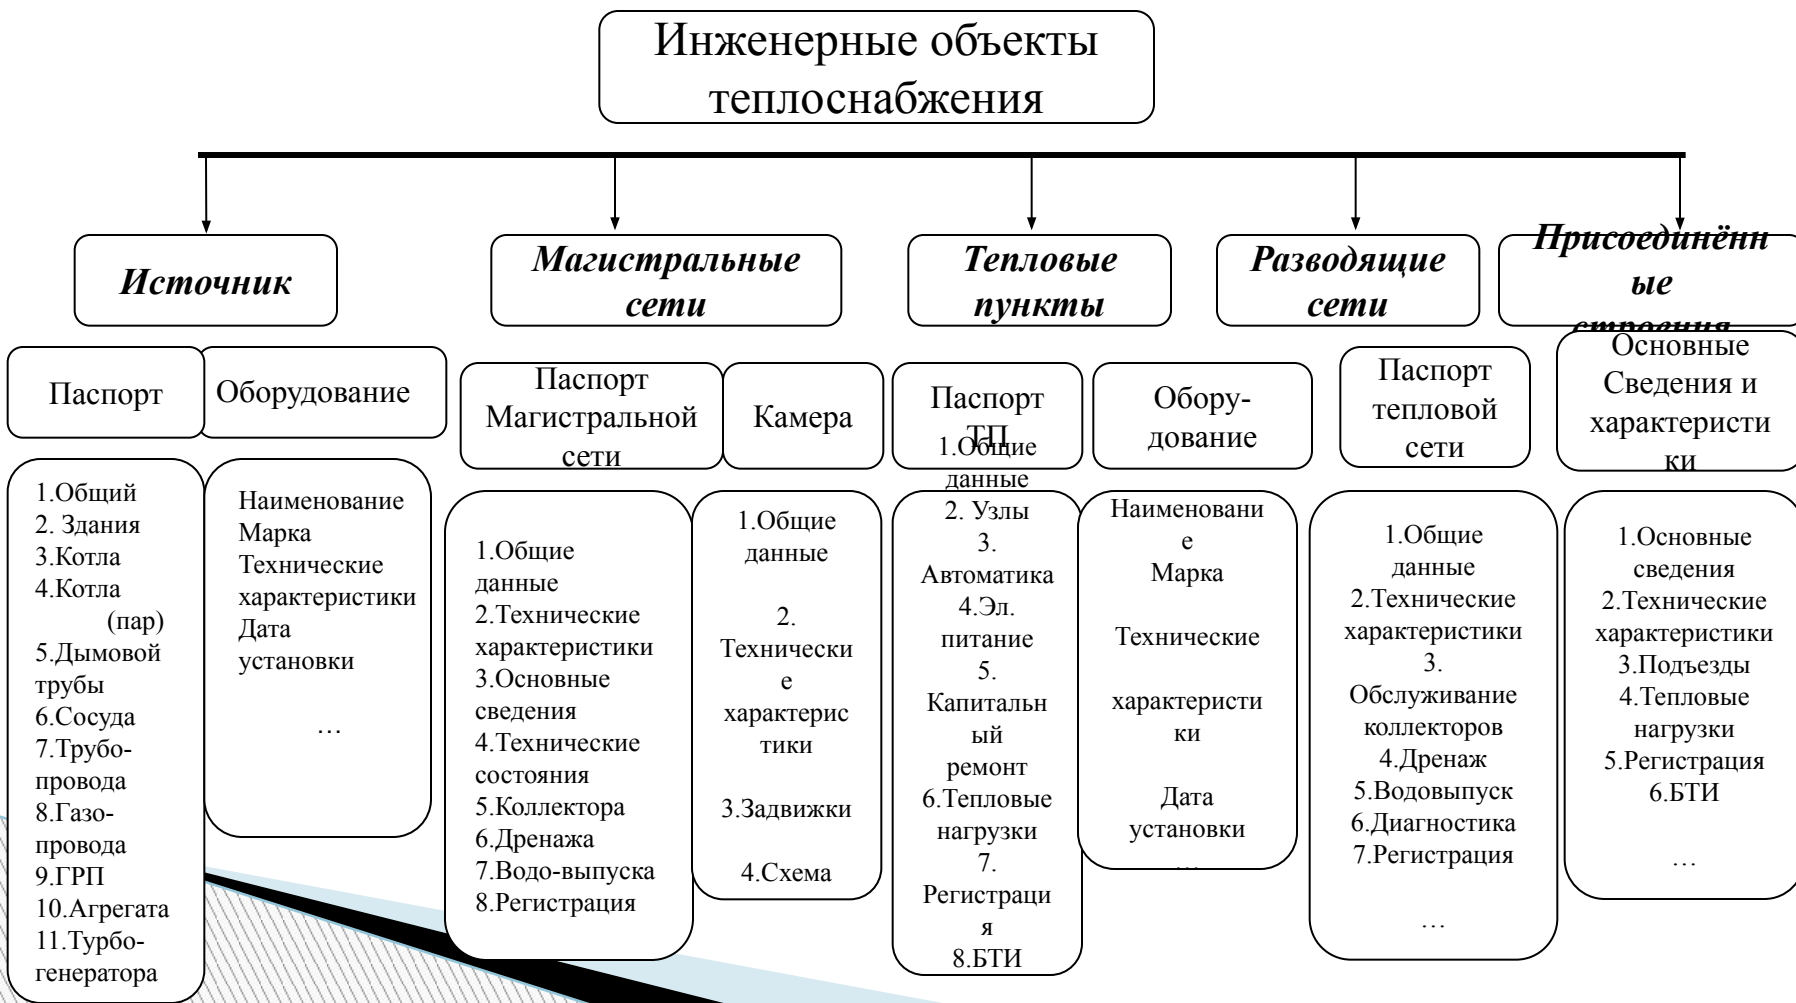 Инженерные объекты
теплоснабжения
Источник
Магистральные
сети
Тепловые
пункты
Разводящие
сети
Присоединённ
ые
строения
Паспорт
Оборудование
Паспорт
Магистральной
сети
Камера
Паспорт
ТП
Обору-
дование
Паспорт
тепловой
сети
Основные
Сведения и
характеристи
ки
1.Общий
2. Здания
3.Котла
4.Котла
(пар)
5.Дымовой
трубы
6.Сосуда
7.Трубо-
провода
8.Газо-
провода
9.ГРП
10.Агрегата
11.Турбо-
генератора
Наименование
Марка
Технические
характеристики
Дата
установки
…
1.Общие
данные
2.Технические
характеристики
3.Основные
сведения
4.Технические
состояния
5.Коллектора
6.Дренажа
7.Водо-выпуска
8.Регистрация
1.Общие
данные
2.
Технически
е
характерис
тики
3.Задвижки
4.Схема
1.Общие
данные
2. Узлы
3.
Автоматика
4.Эл.
питание
5.
Капитальн
ый
ремонт
6.Тепловые
нагрузки
7.
Регистраци
я
8.БТИ
Наименовани
е
Марка
Технические
характеристи
ки
Дата
установки
…
1.Общие
данные
2.Технические
характеристики
3.
Обслуживание
коллекторов
4.Дренаж
5.Водовыпуск
6.Диагностика
7.Регистрация
…
1.Основные
сведения
2.Технические
характеристики
3.Подъезды
4.Тепловые
нагрузки
5.Регистрация
6.БТИ
…